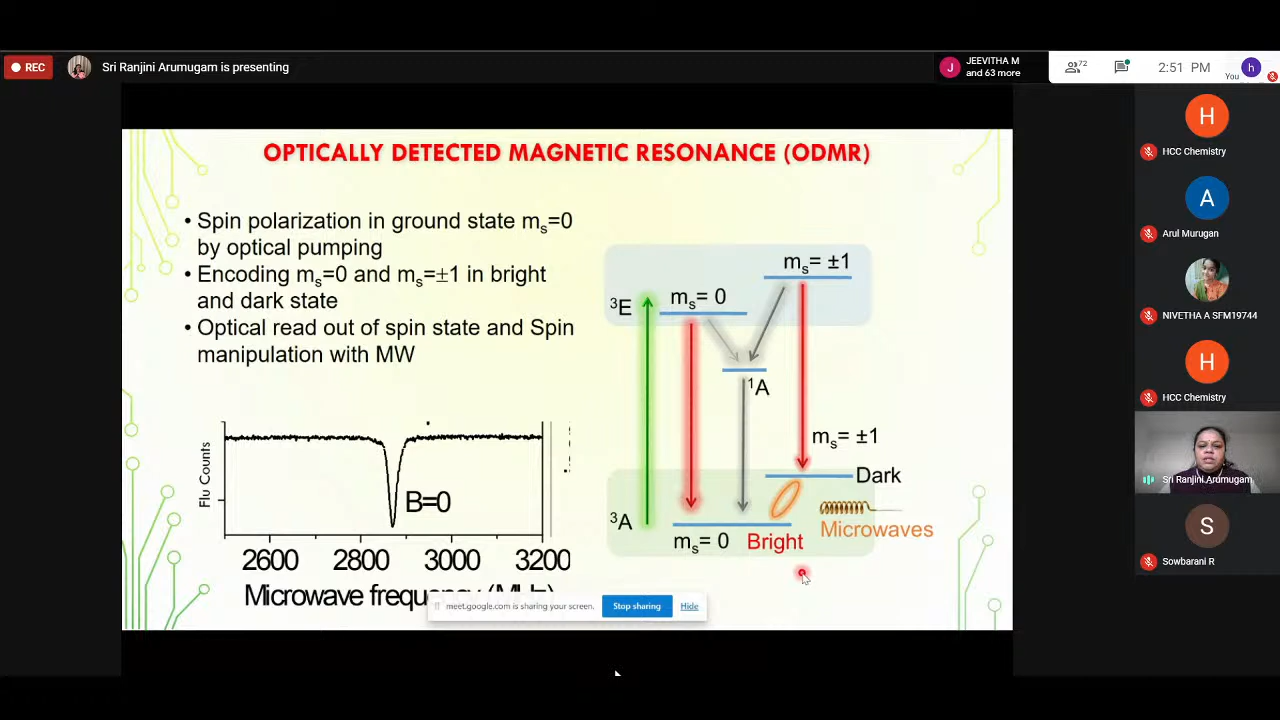 REC
Sri Ranjini Arumugam is presenting
J
JEEVITHA M
and 63 more
72
2:51 PM
You
h
OPTICALLY DETECTED MAGNETIC RESONANCE (ODMR)
• Spin polarization in ground state ms=0
by optical pumping
• Encoding ms=0 and ms=±1 in bright
and dark state
• Optical read out of spin state and Spin
manipulation with MW
Flu Counts
B=0
2600 2800 3000 3200
Microwave frequency (MHz)
ms= ±1
3E
ms= 0
1A
ms= ±1
Dark
3A
Microwaves
ms= 0
Bright
meet.google.com is sharing your screen.
Stop sharing
Hide
H
HCC Chemistry
A
Arul Murugan
NIVETHA A SFM19744
H
HCC Chemistry
Sri Ranjini Arumugam
S
Sowbarani R